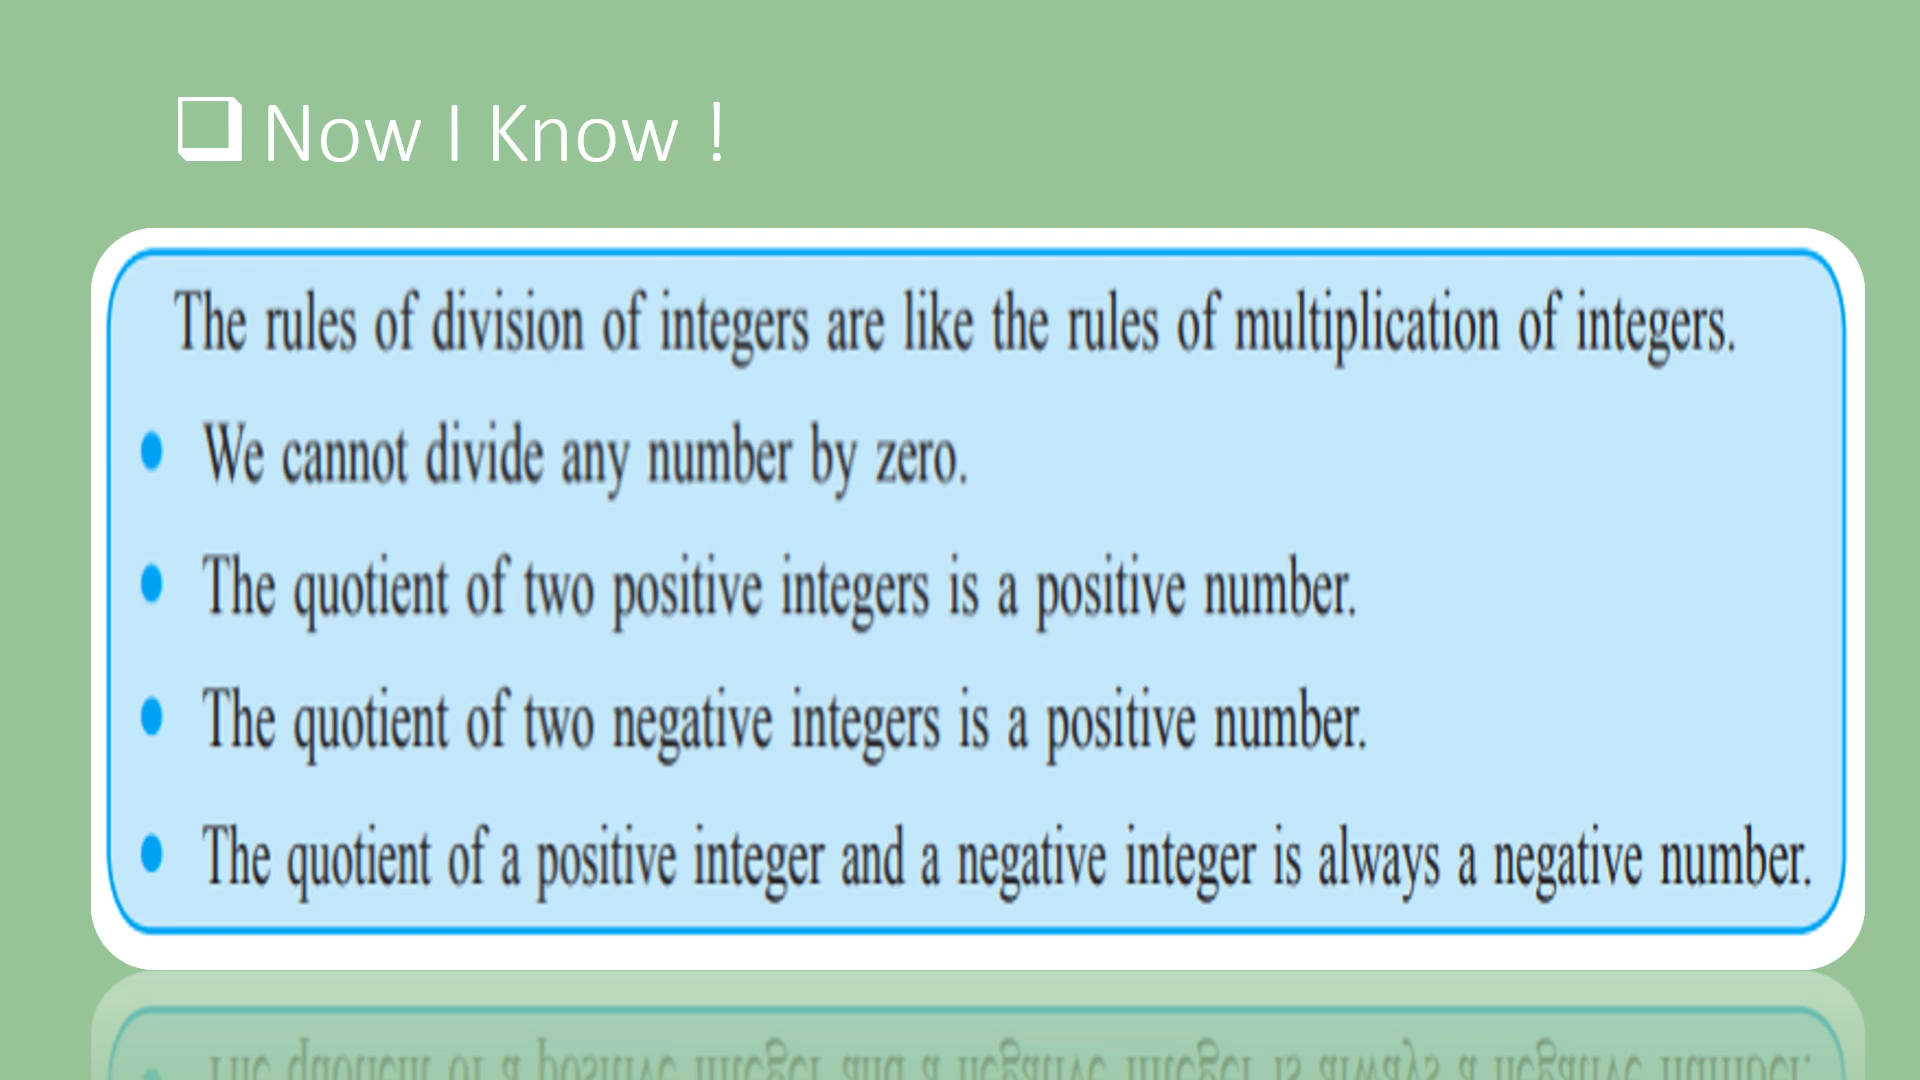 ❑ Now I Know !
The rules of division of integers are like the rules of multiplication of integers.
• We cannot divide any number by zero.
• The quotient of two positive integers is a positive number.
• The quotient of two negative integers is a positive number.
• The quotient of a positive integer and a negative integer is always a negative number.